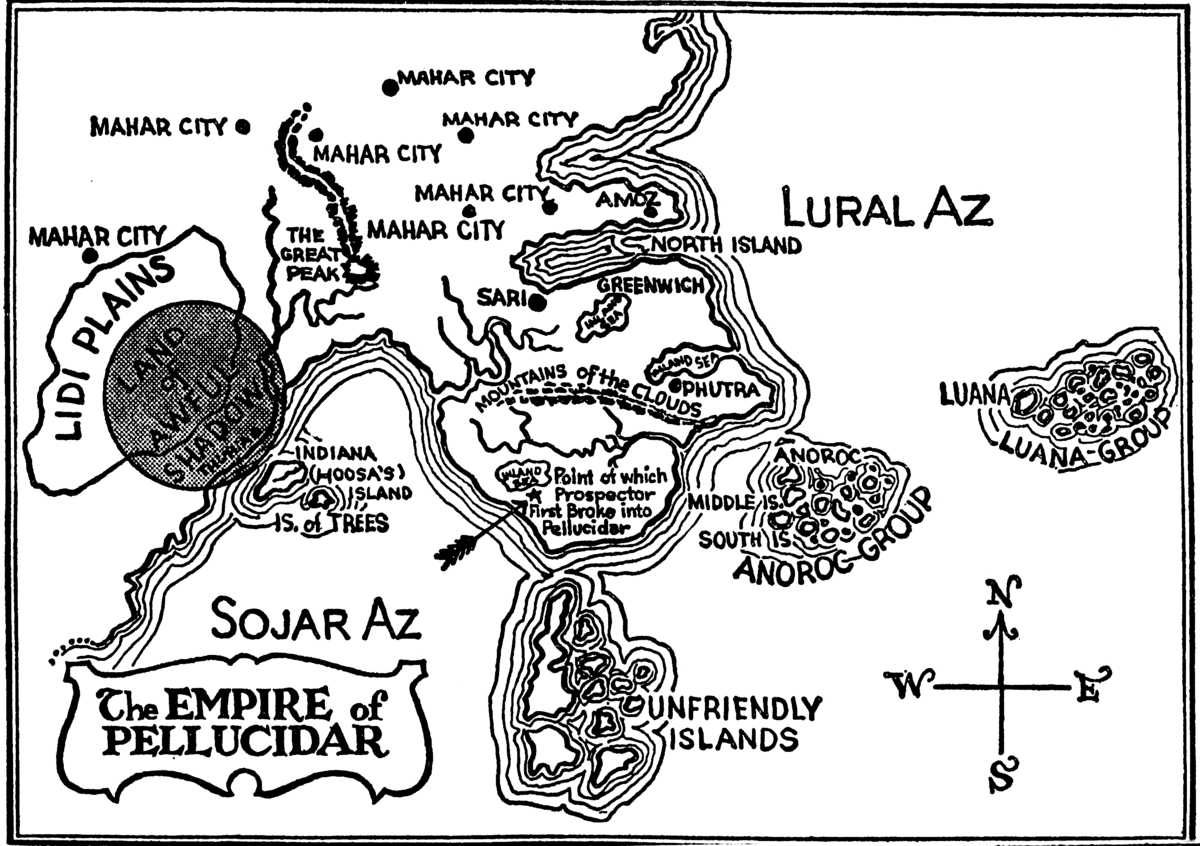 MAHAR CITY
MAHAR CITY
MAHAR CITY
MAHAR CITY
MAHAR CITY
MAHAR CITY
MAHAR CITY
AMOZ
LURAL AZ
NORTH ISLAND
THE
GREAT
PEAK
LIDI PLAINS
LAND
of
AWFUL
SHADOW
THURIA
SARI
GREENWICH
INLAND
SEA
INLAND SEA
PHUTRA
MOUNTAINS of the CLOUDS
LUANA
LUANA-GROUP
INDIANA
(HOOSA'S)
ISLAND
IS. of TREES
INLAND
SEA
Point of which
Prospector
First Broke into
Pellucidar
ANOROC
MIDDLE IS.
SOUTH IS.
ANOROC-GROUP
SOJAR AZ
The EMPIRE of
PELLUCIDAR
UNFRIENDLY
ISLANDS
N
W E
S